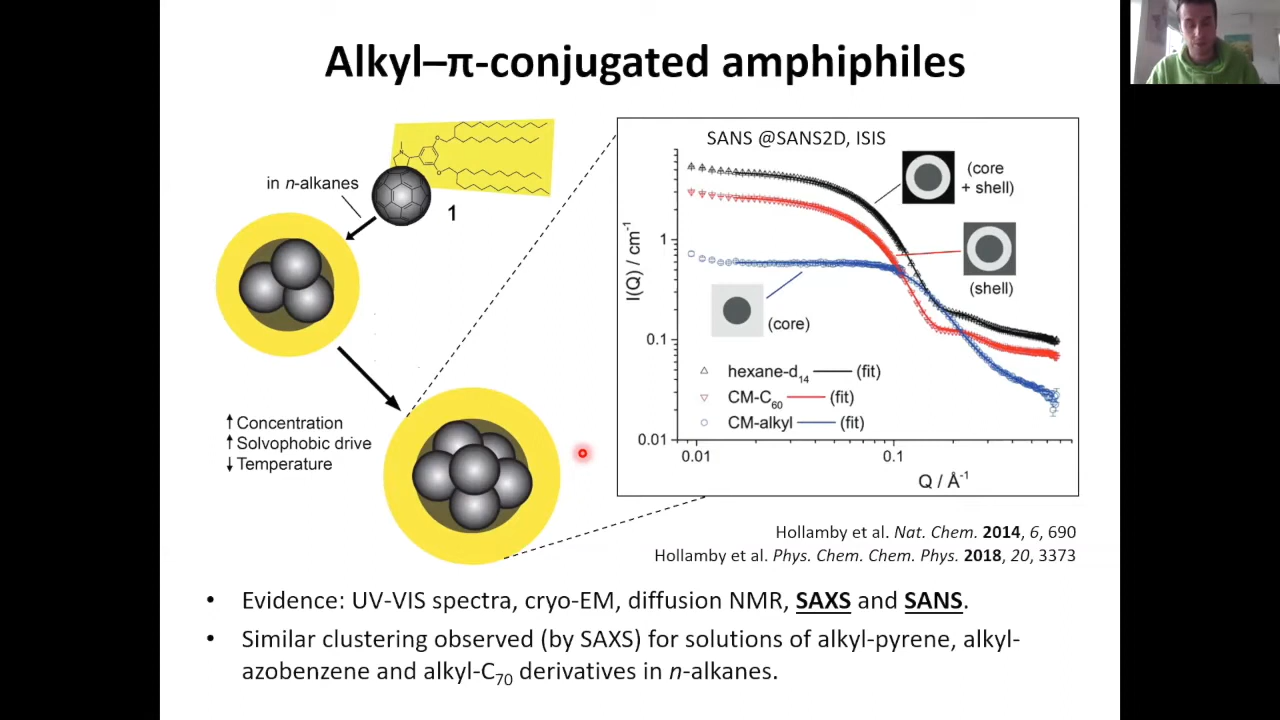 Alkyl–π-conjugated amphiphiles
in n-alkanes
N
O
O
1
↑ Concentration
↑ Solvophobic drive
↓ Temperature
SANS @SANS2D, ISIS
(core
+ shell)
(shell)
(core)
hexane-d14 (fit)
CM-C60 (fit)
CM-alkyl (fit)
I(Q) / cm-1
1
0.1
0.01
0.01
0.1
Q / Å-1
Hollamby et al. Nat. Chem. 2014, 6, 690
Hollamby et al. Phys. Chem. Chem. Phys. 2018, 20, 3373
• Evidence: UV-VIS spectra, cryo-EM, diffusion NMR, SAXS and SANS.
• Similar clustering observed (by SAXS) for solutions of alkyl-pyrene, alkyl-
azobenzene and alkyl-C70 derivatives in n-alkanes.